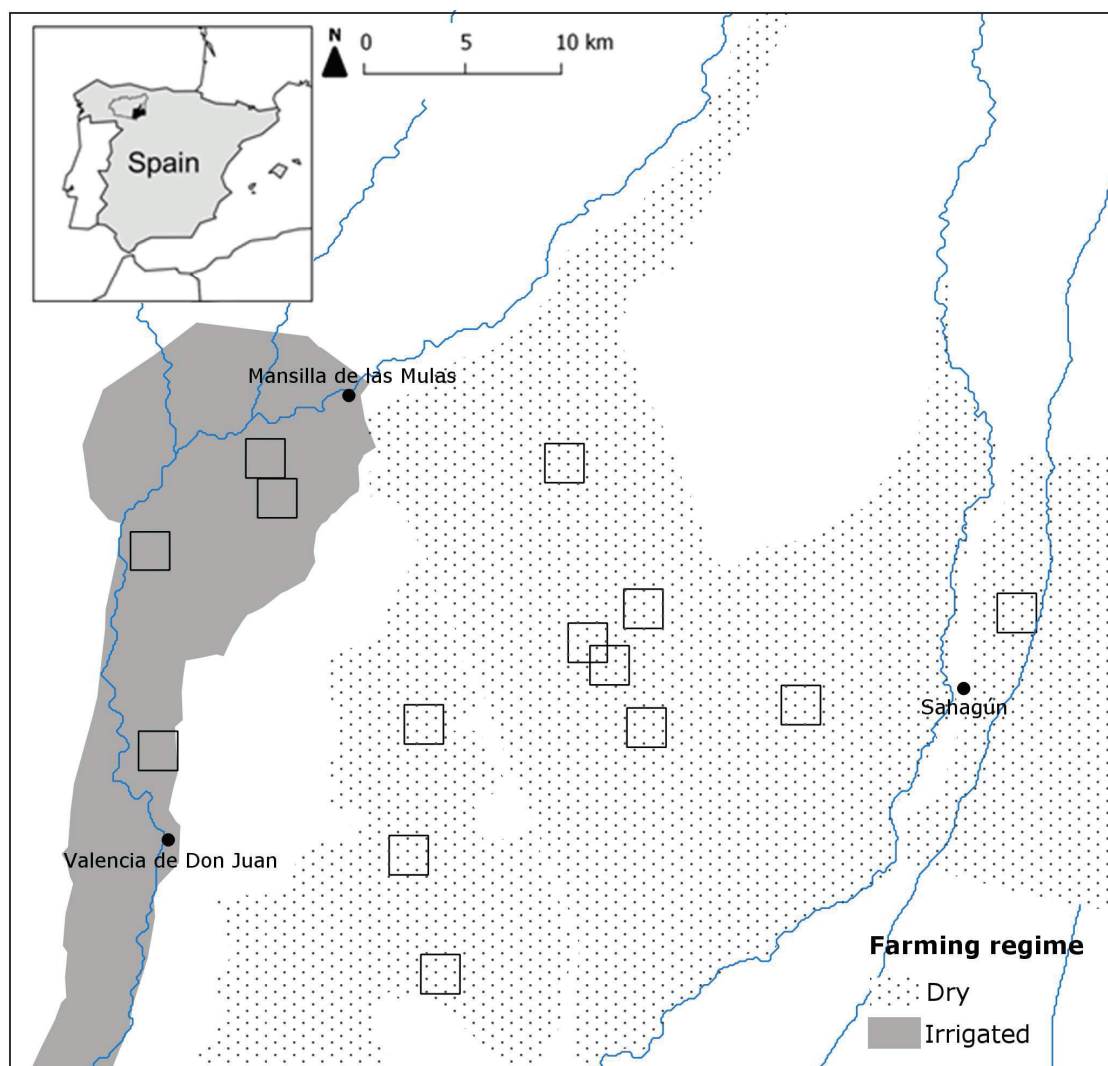 N
0 5 10 km
Spain
Mansilla de las Mulas
Sahagún
Valencia de Don Juan
Farming regime
Dry
Irrigated